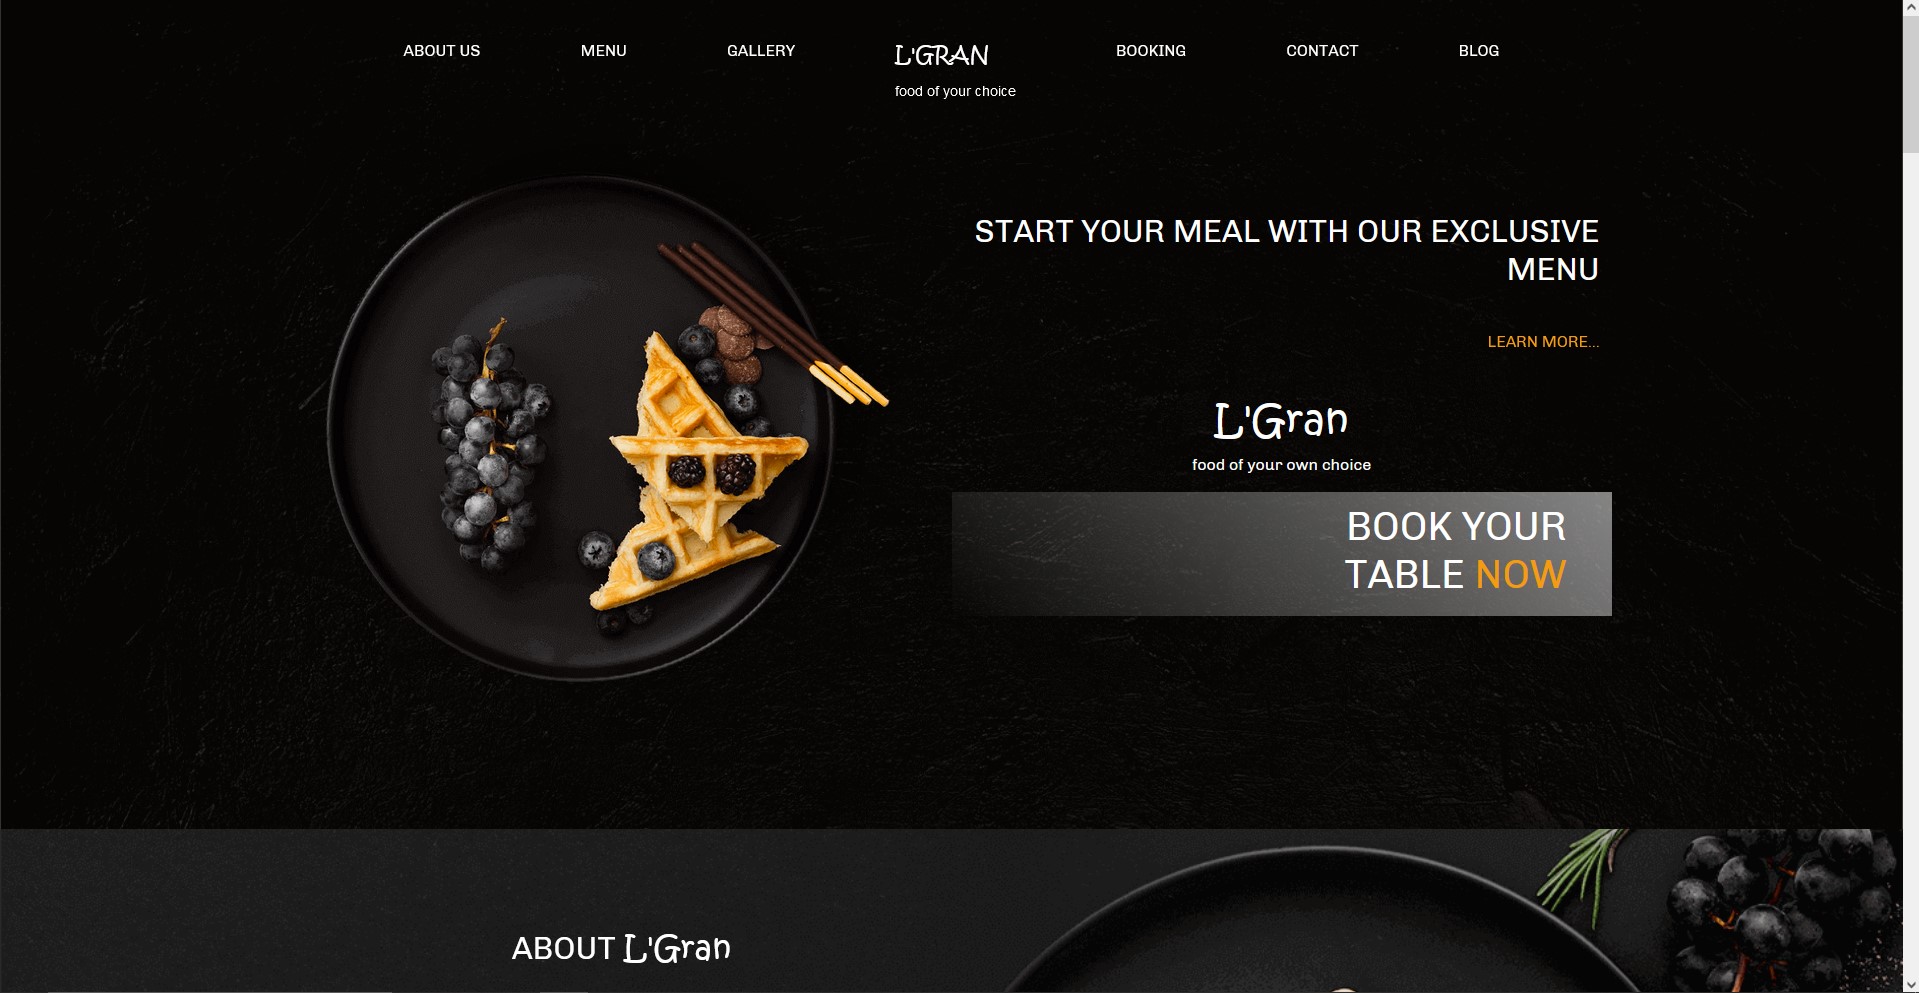 ABOUT US
MENU
GALLERY
L'GRAN
food of your choice
BOOKING
CONTACT
BLOG
START YOUR MEAL WITH OUR EXCLUSIVE
MENU
LEARN MORE...
L'Gran
food of your own choice
BOOK YOUR
TABLE NOW
ABOUT L'Gran